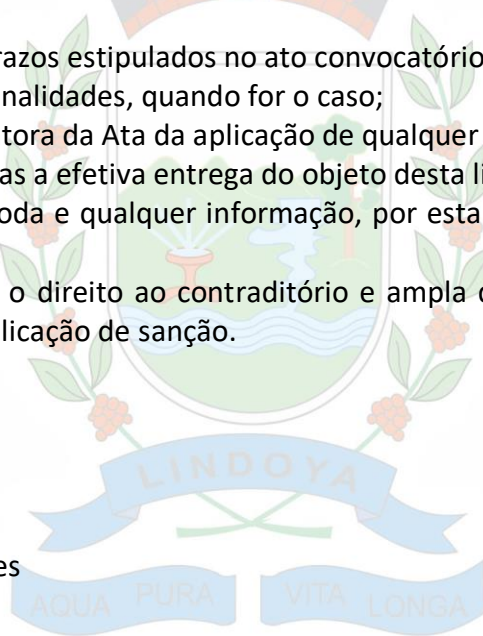 razos estipulados no ato convocatório
nalidades, quando for o caso;
tora da Ata da aplicação de qualquer
as a efetiva entrega do objeto desta li
oda e qualquer informação, por esta
o direito ao contraditório e ampla
licação de sanção.
LINDOYA
es
AQUA PURA VITA LONGA